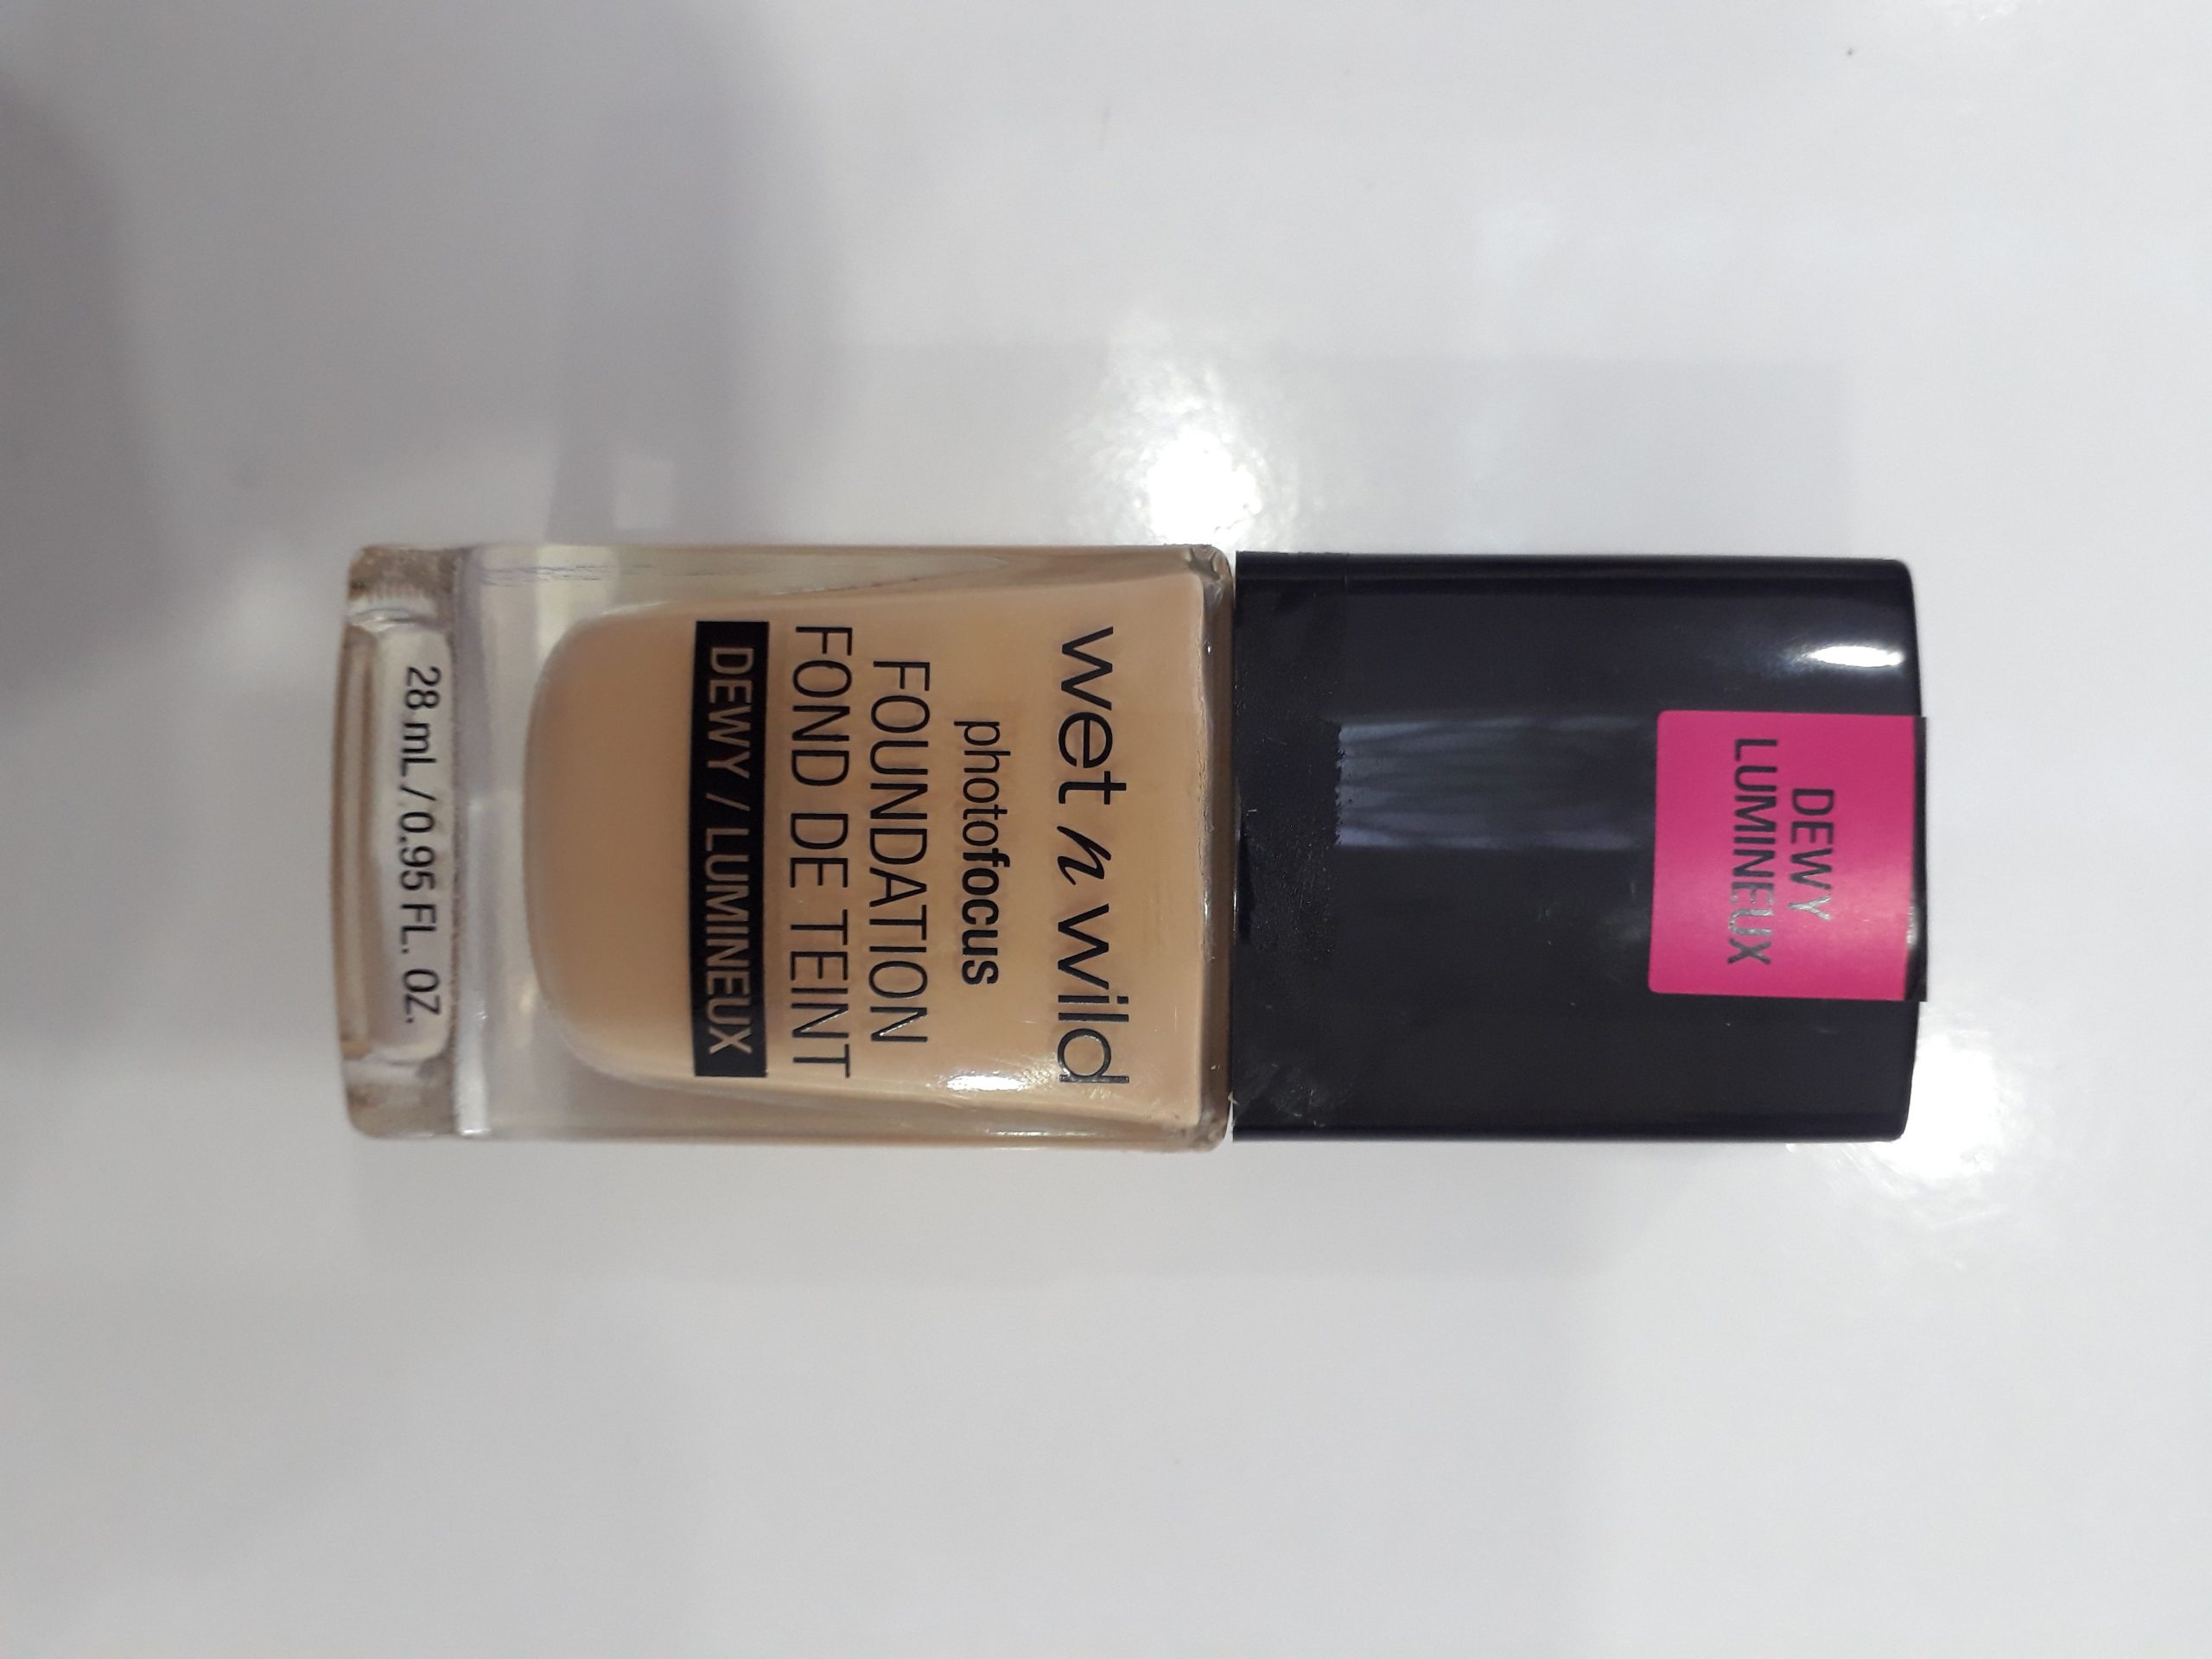 DEWY
LUMINEUX
wet n wild
photofocus
FOUNDATION
FOND DE TEINT
DEWY / LUMINEUX
28 mL / 0.95 FL. OZ.